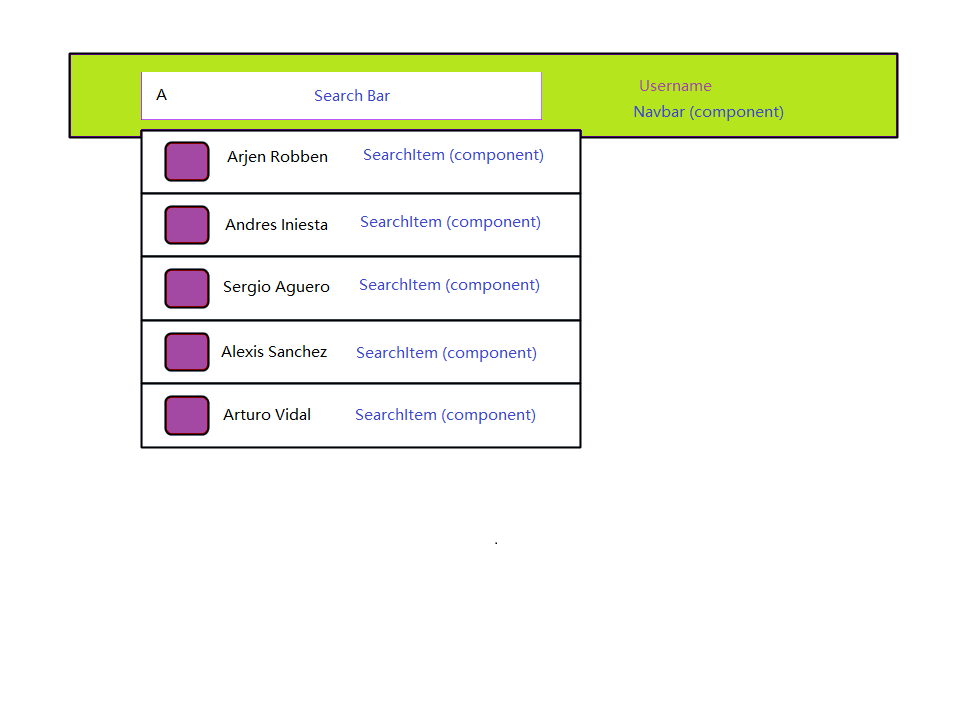 A Search Bar
Username
Navbar (component)
Arjen Robben SearchItem (component)
Andres Iniesta SearchItem (component)
Sergio Aguero SearchItem (component)
Alexis Sanchez SearchItem (component)
Arturo Vidal SearchItem (component)
.